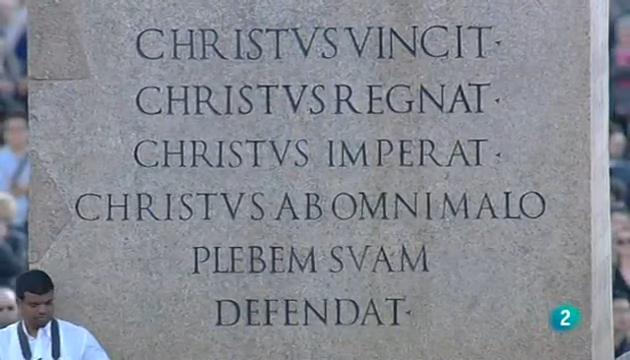 CHRISTVS VINCIT·
CHRISTVS REGNAT·
CHRISTVS IMPERAT·
CHRISTVS AB OMNI MALO
PLEBEM SVAM
DEFENDAT·
2